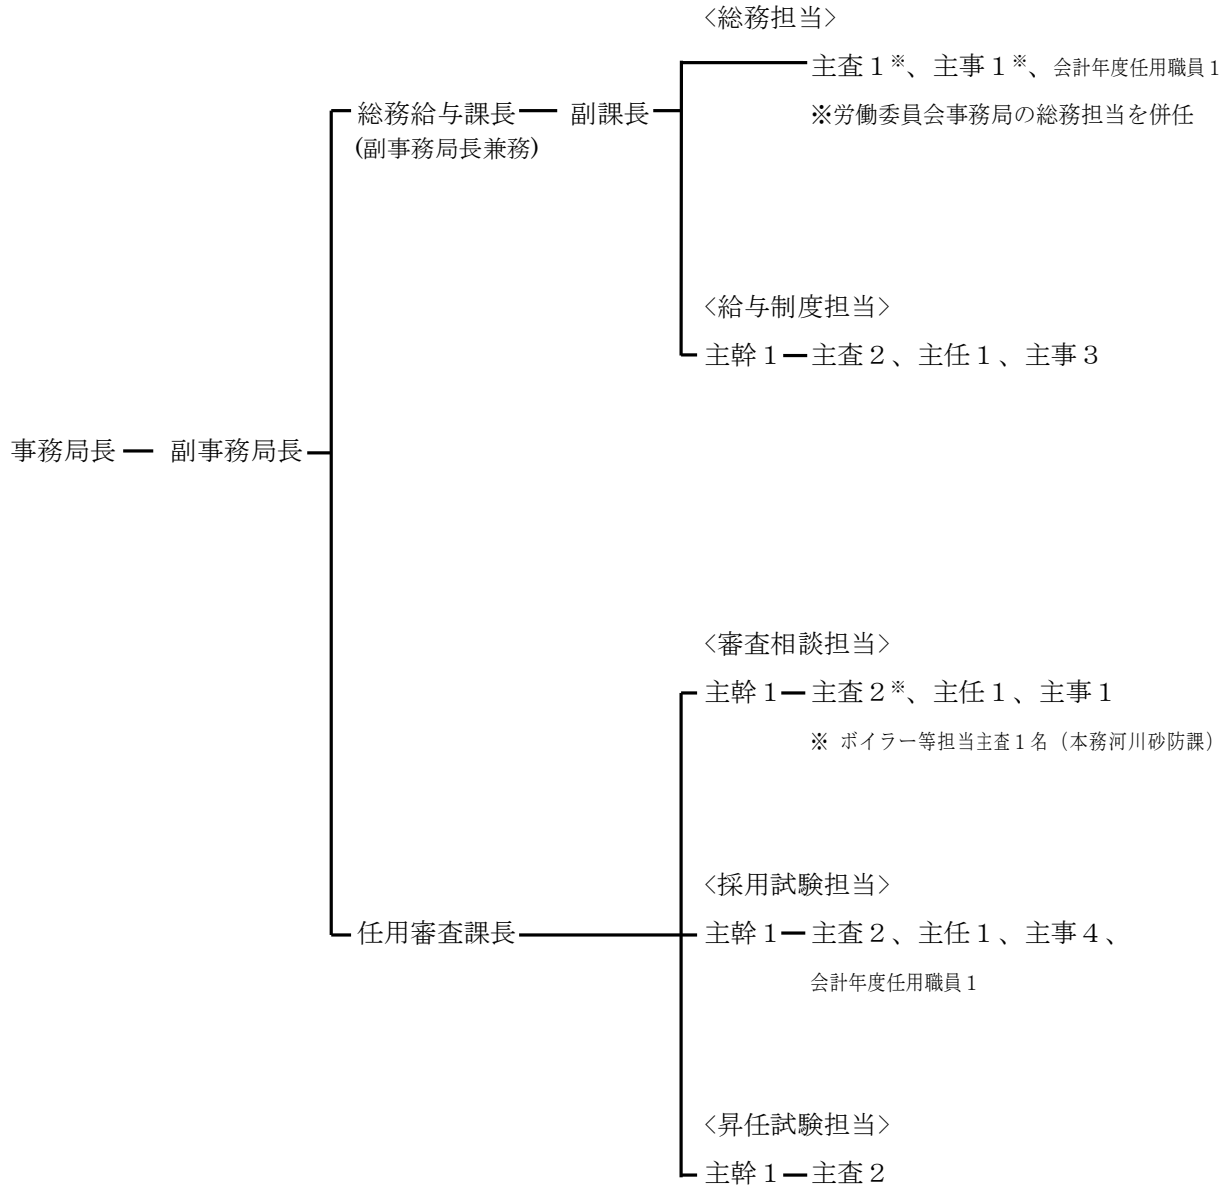 ＜総務担当＞
主査１※、主事１※、会計年度任用職員１
総務給与課長 副課長
※労働委員会事務局の総務担当を併任
(副事務局長兼務)
＜給与制度担当＞
主幹１ 主査２、主任１、主事３
事務局長 副事務局長
＜審査相談担当＞
主幹１ 主査２※、主任１、主事１
※ ボイラー等担当主査１名（本務河川砂防課）
＜採用試験担当＞
任用審査課長 主幹１ 主査２、主任１、主事４、
会計年度任用職員１
＜昇任試験担当＞
主幹１ 主査２